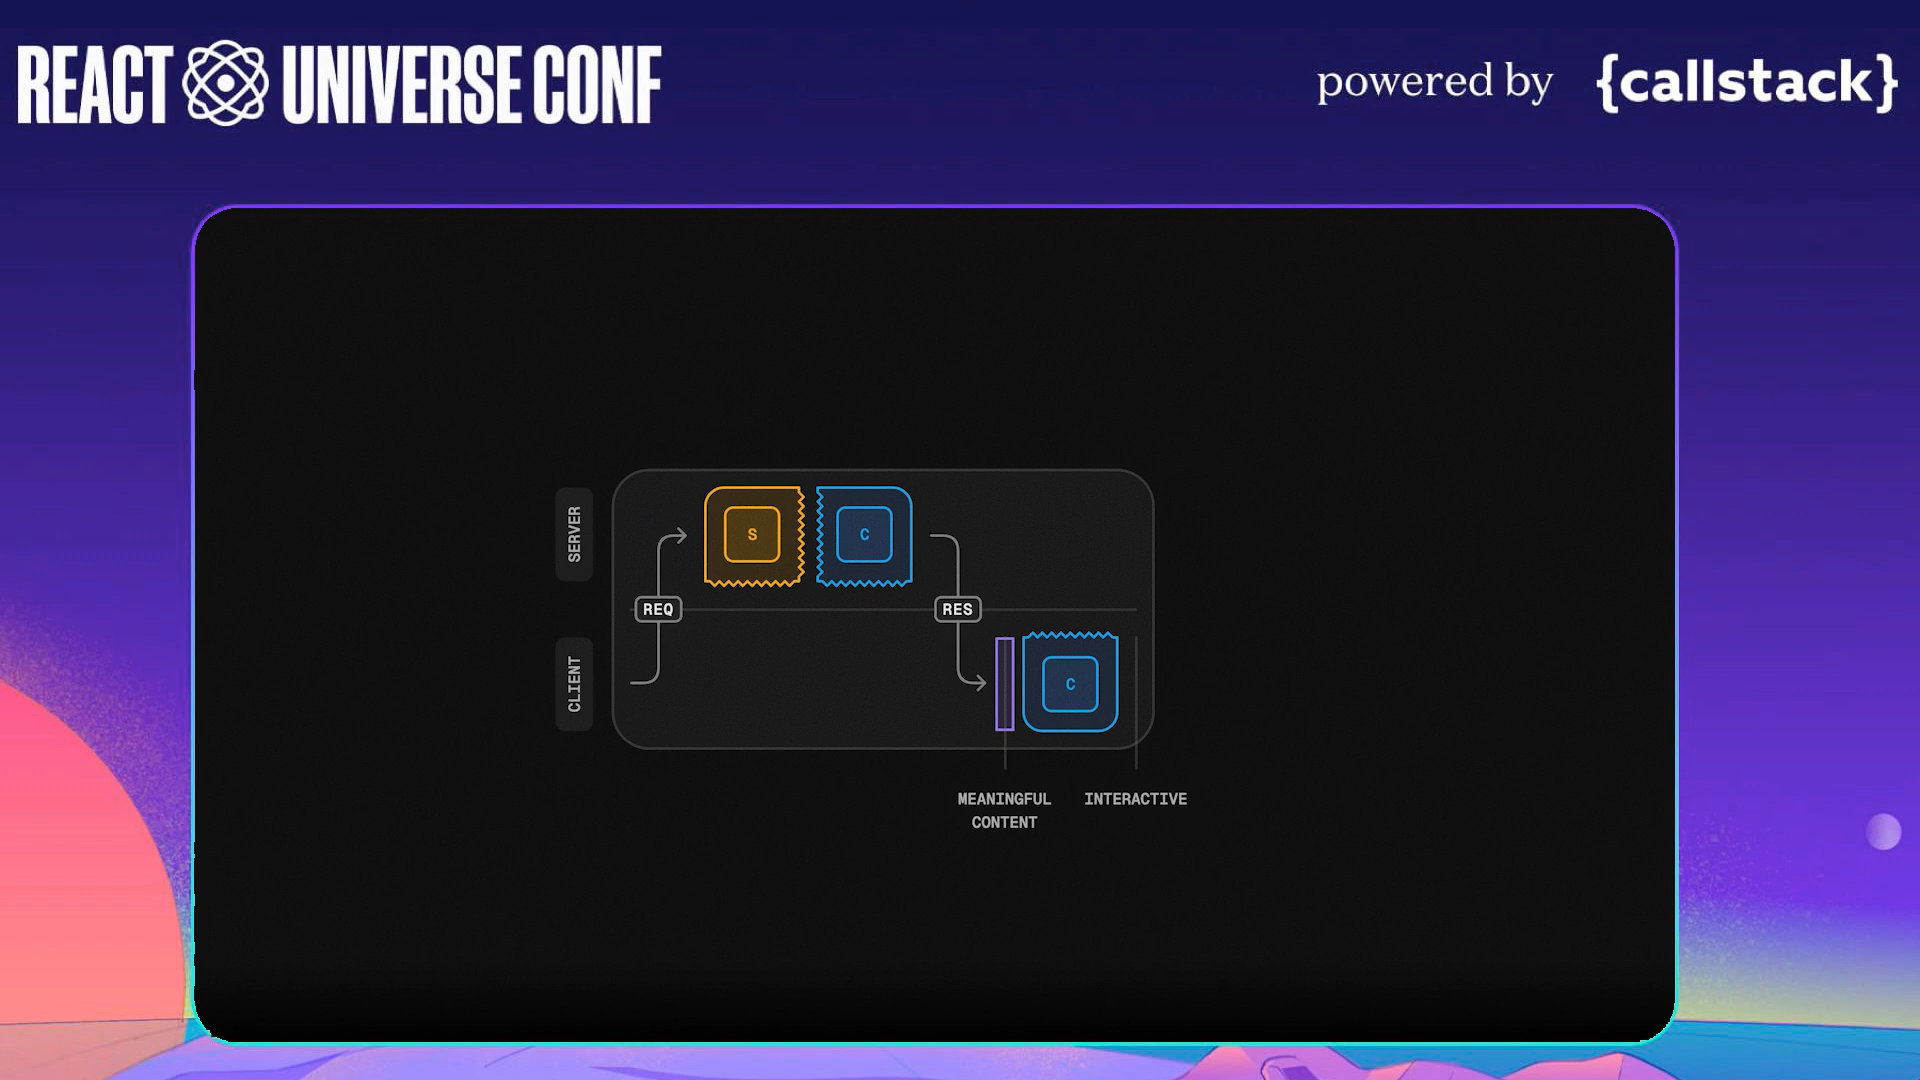 REACT UNIVERSE CONF
powered by {callstack}
SERVER
S
C
REQ
RES
CLIENT
C
MEANINGFUL
CONTENT
INTERACTIVE